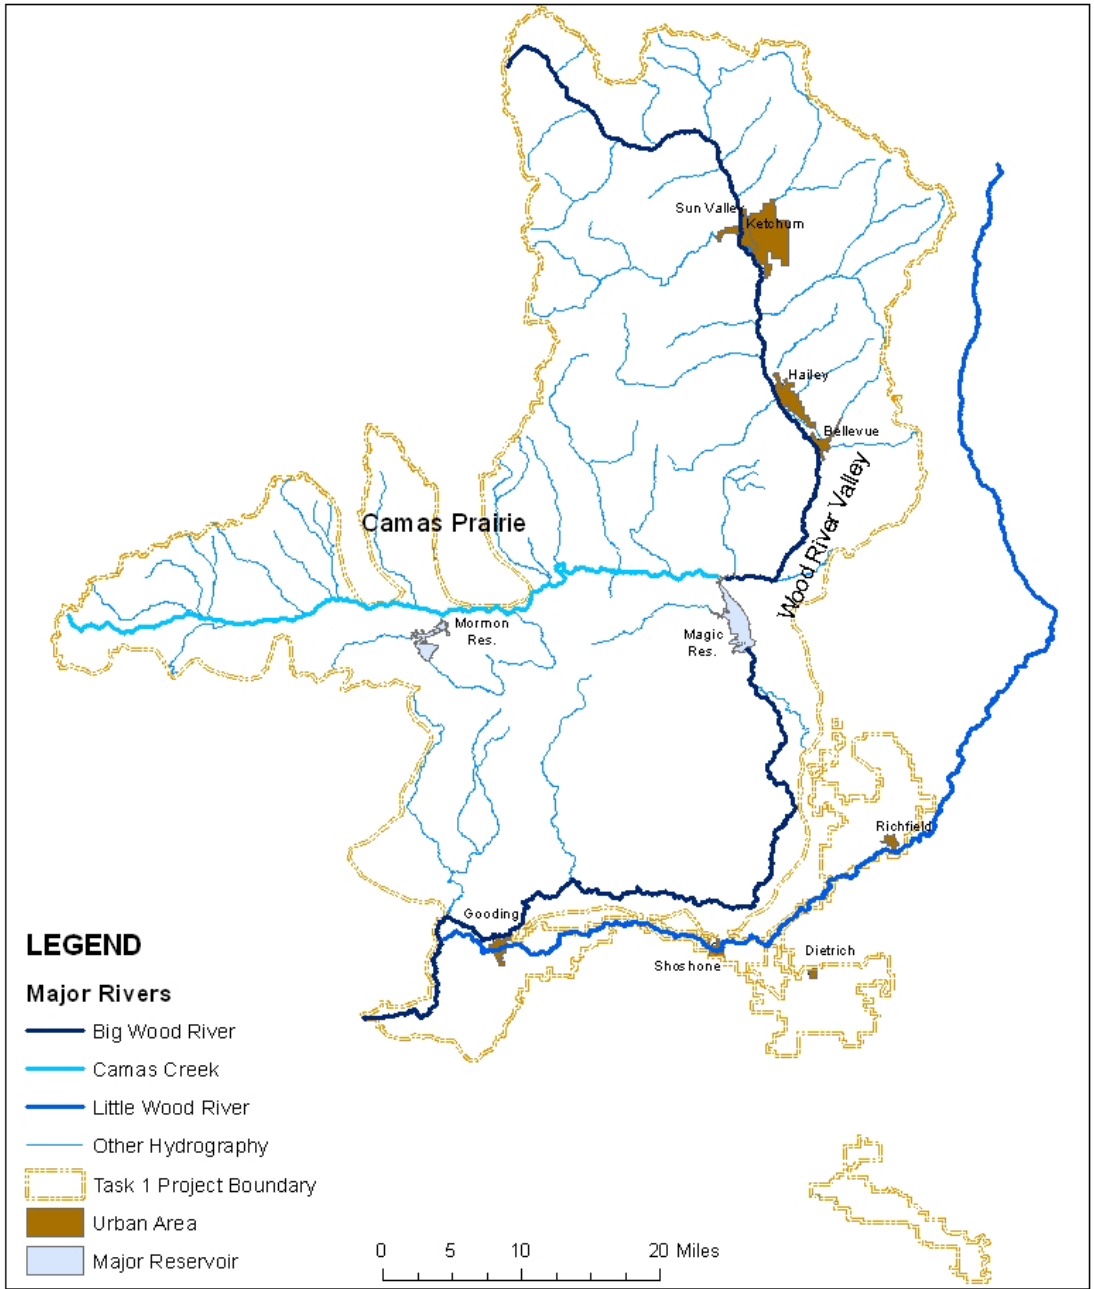 Sun Valley
Ketchum
Hailey
Bellevue
Wood River Valley
Camas Prairie
Mormon
Res.
Magic
Res.
Richfield
Gooding
Shoshone
Dietrich
LEGEND
Major Rivers
Big Wood River
Camas Creek
Little Wood River
Other Hydrography
Task 1 Project Boundary
Urban Area
Major Reservoir
0 5 10 20 Miles